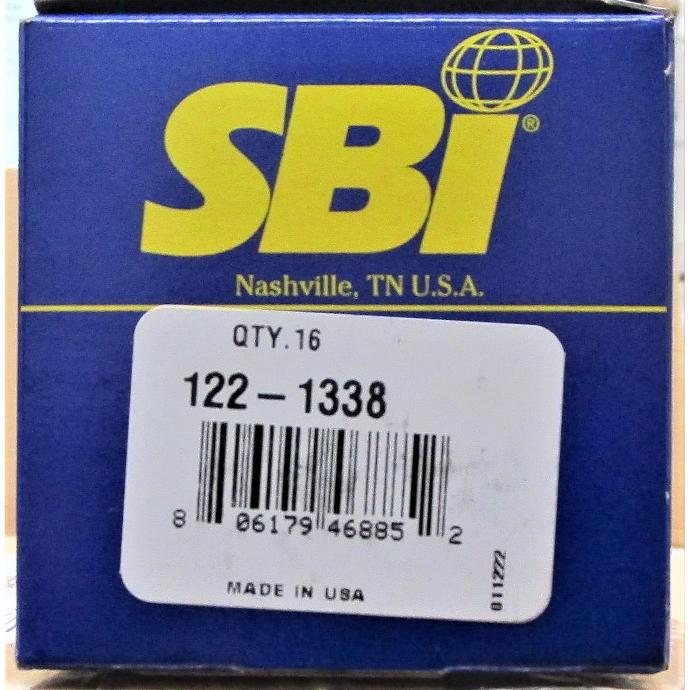 SBI®
Nashville, TN U.S.A.
QTY.16
122-1338
8 06179 46885 2
MADE IN USA
011222